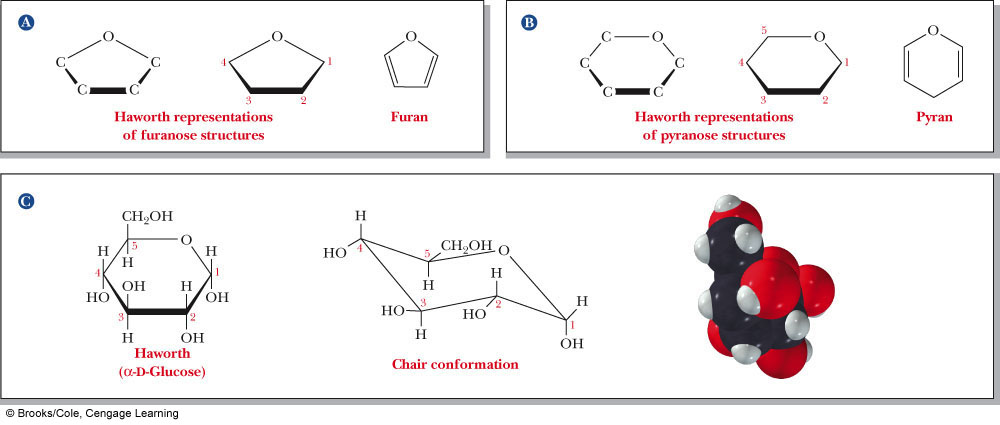 A
O
C
C
C
C
O
4
1
3
2
O
Haworth representations
of furanose structures
Furan
B
C
O
C
C
C
C
5
O
4
1
3
2
O
Haworth representations
of pyranose structures
Pyran
C
CH2OH
5
O
H
H
H
4
1
HO
OH
H
OH
3
2
H
OH
Haworth
(α-D-Glucose)
H
4
HO
5
CH2OH
O
H
H
3
2
HO
HO
H
H
1
OH
Chair conformation
© Brooks/Cole, Cengage Learning